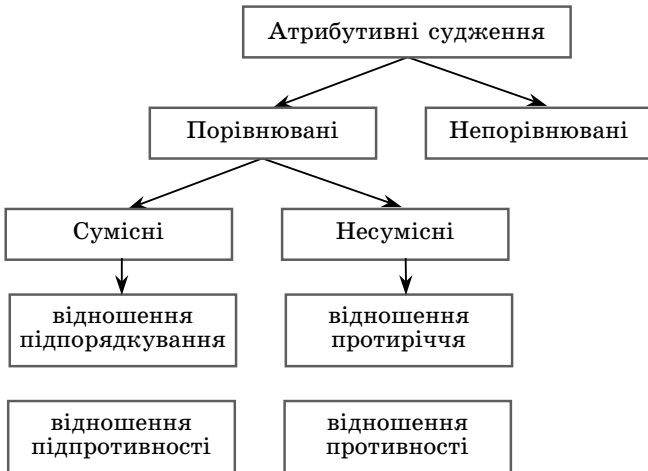 Атрибутивні судження
Порівнювані
Непорівнювані
Сумісні
Несумісні
відношення
підпорядкування
відношення
протиріччя
відношення
підпротивності
відношення
противності